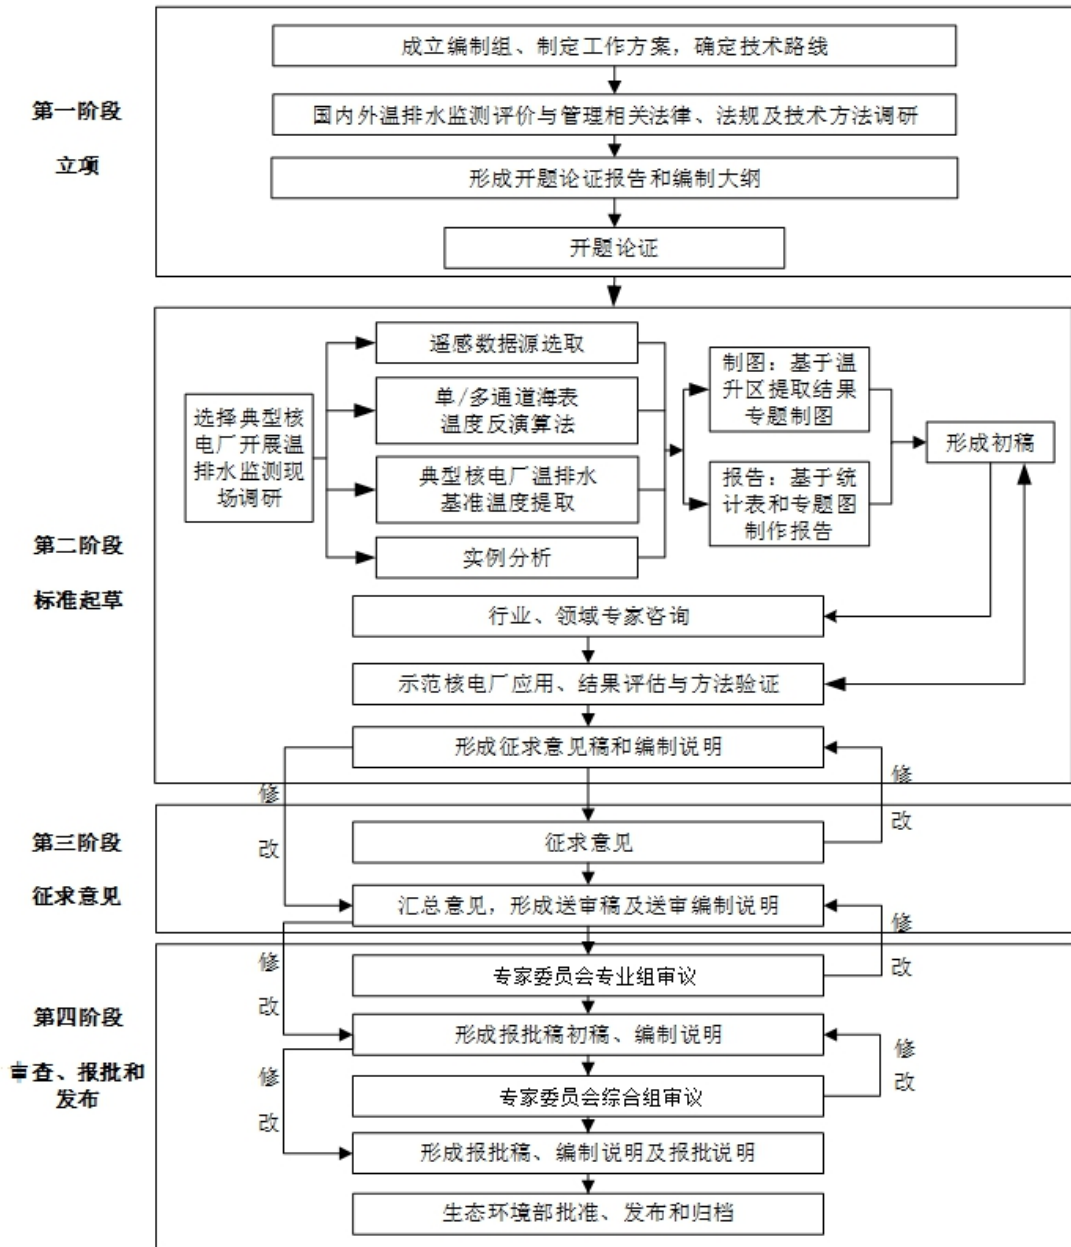 第一阶段
立项
成立编制组、制定工作方案，确定技术路线
国内外温排水监测评价与管理相关法律、法规及技术方法调研
形成开题论证报告和编制大纲
开题论证
第二阶段
标准起草
选择典型核
电厂开展温
排水监测现
场调研
遥感数据源选取
单/多通道海表
温度反演算法
典型核电厂温排水
基准温度提取
实例分析
制图：基于温
升区提取结果
专题制图
报告：基于统
计表和专题图
制作报告
形成初稿
行业、领域专家咨询
示范核电厂应用、结果评估与方法验证
形成征求意见稿和编制说明
修
改
修
改
第三阶段
征求意见
征求意见
汇总意见，形成送审稿及送审编制说明
修
改
修
改
第四阶段
审查、报批和
发布
专家委员会专业组审议
形成报批稿初稿、编制说明
修
改
修
改
专家委员会综合组审议
形成报批稿、编制说明及报批说明
生态环境部批准、发布和归档